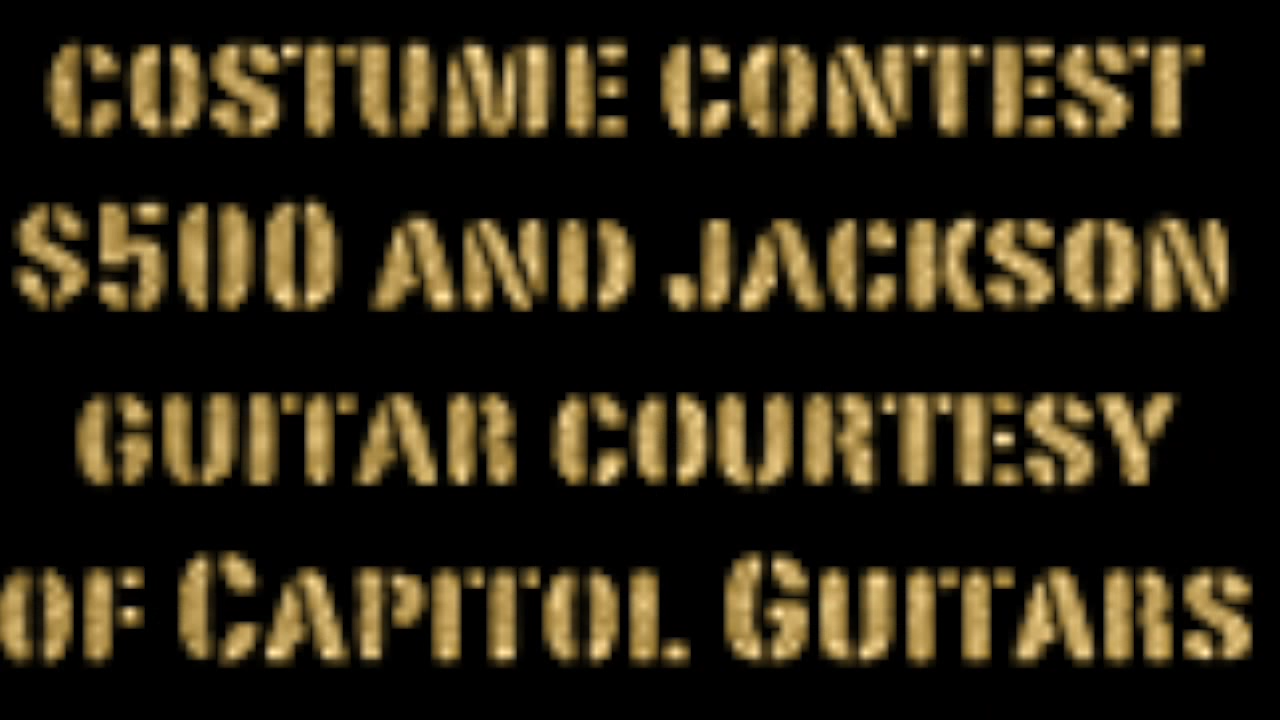 COSTUME CONTEST
$500 AND JACKSON
GUITAR COURTESY
OF CAPITOL GUITARS